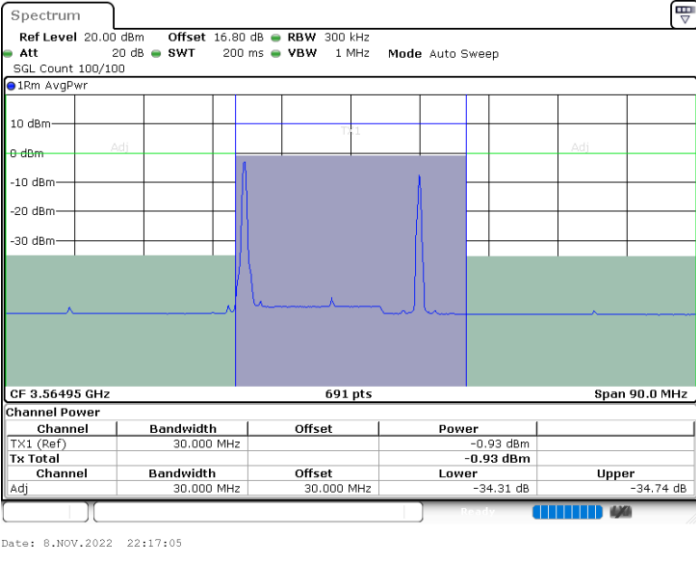 Spectrum
Ref Level 20.00 dBm Offset 16.80 dB RBW 300 kHz
Att 20 dB SWT 200 ms VBW 1 MHz Mode Auto Sweep
SGL Count 100/100
1Rm AvgPwr
10 dBm
TX1
Adj
Adj
0 dBm
-10 dBm
-20 dBm
-30 dBm
CF 3.56495 GHz 691 pts Span 90.0 MHz
Channel Power
Channel Bandwidth Offset Power
TX1 (Ref) 30.000 MHz -0.93 dBm
Tx Total -0.93 dBm
Channel Bandwidth Offset Lower Upper
Adj 30.000 MHz 30.000 MHz -34.31 dB -34.74 dB
Ready
Date: 8.NOV.2022 22:17:05